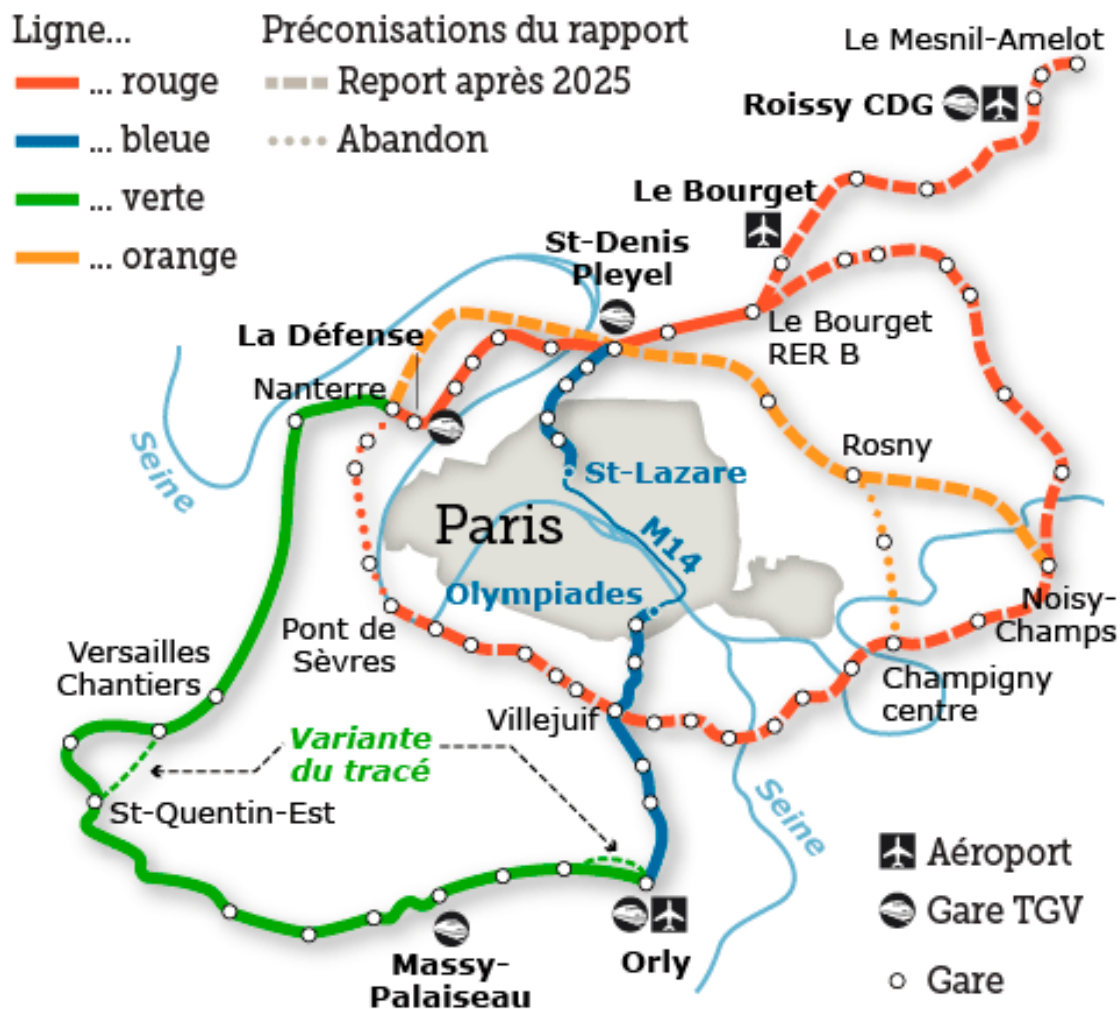 Ligne...
... rouge
... bleue
... verte
... orange
Préconisations du rapport
Report après 2025
Abandon
Le Mesnil-Amelot
Roissy CDG
Le Bourget
St-Denis
Pleyel
La Défense
Nanterre
Le Bourget
RER B
Seine
St-Lazare
Rosny
Paris
M14
Olympiades
Pont de
Sèvres
Noisy-
Champs
Versailles
Chantiers
Villejuif
Champigny
centre
Variante
du tracé
St-Quentin-Est
Seine
Massy-
Palaiseau
Orly
Aéroport
Gare TGV
Gare